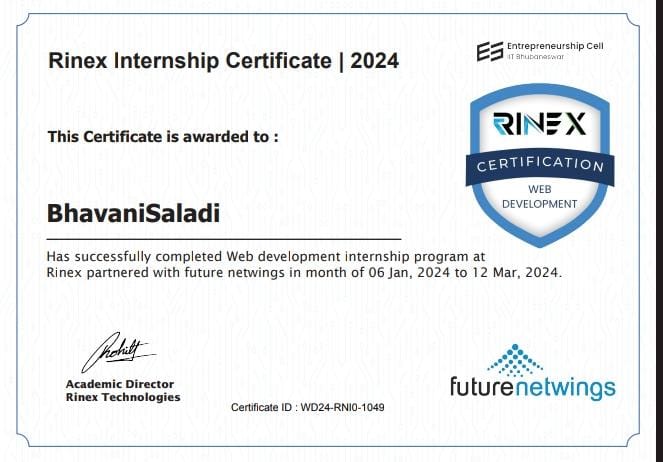 Rinex Internship Certificate | 2024
Entrepreneurship Cell
IIT Bhubaneswar
This Certificate is awarded to :
RINEX
CERTIFICATION
WEB
DEVELOPMENT
BhavaniSaladi
Has successfully completed Web development internship program at
Rinex partnered with future netwings in month of 06 Jan, 2024 to 12 Mar, 2024.
Academic Director
Rinex Technologies
Certificate ID : WD24-RNI0-1049
futurenetwings